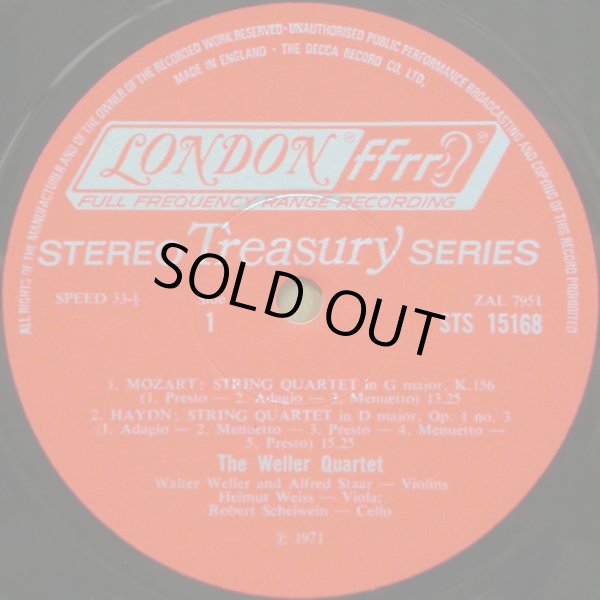 ALL RIGHTS OF THE MANUFACTURER AND OF THE OWNER OF THE RECORDED WORK RESERVED · UNAUTHORISED PUBLIC PERFORMANCE BROADCASTING AND COPYING OF THIS RECORD PROHIBITED
MADE IN ENGLAND · THE DECCA RECORD CO. LTD.
LONDON ® ffrr ®
FULL FREQUENCY RANGE RECORDING
STEREO Treasury SERIES
SPEED 33-⅓
ZAL 7951
1
STS 15168
SOLD OUT
1. MOZART: STRING QUARTET in G major, K.156
(1. Presto — 2. Adagio — 3. Menuetto) 13.25
2. HAYDN: STRING QUARTET in D major, Op. 1 no. 3
(1. Adagio — 2. Menuetto — 3. Presto — 4. Menuetto —
5. Presto) 15.25
The Weller Quartet
Walter Weller and Alfred Staar — Violins
Helmut Weiss — Viola;
Robert Scheiwein — Cello
℗ 1971